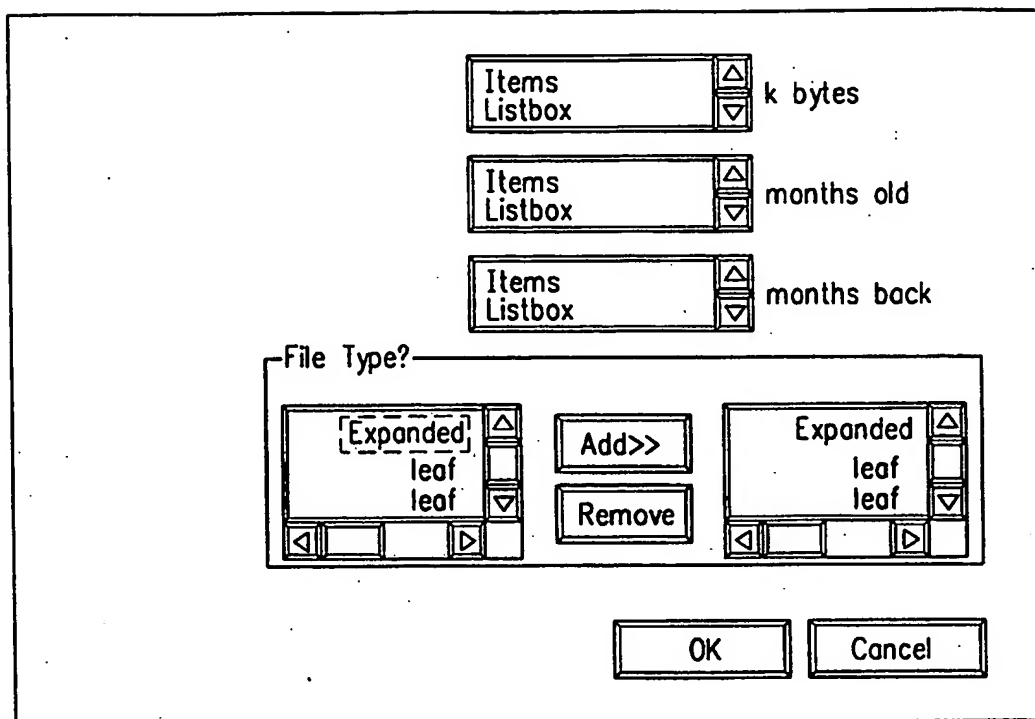 Items
Listbox
k bytes
Items
Listbox
months old
Items
Listbox
months back
File Type?
Expanded
leaf
leaf
Add>>
Remove
Expanded
leaf
leaf
OK
Cancel